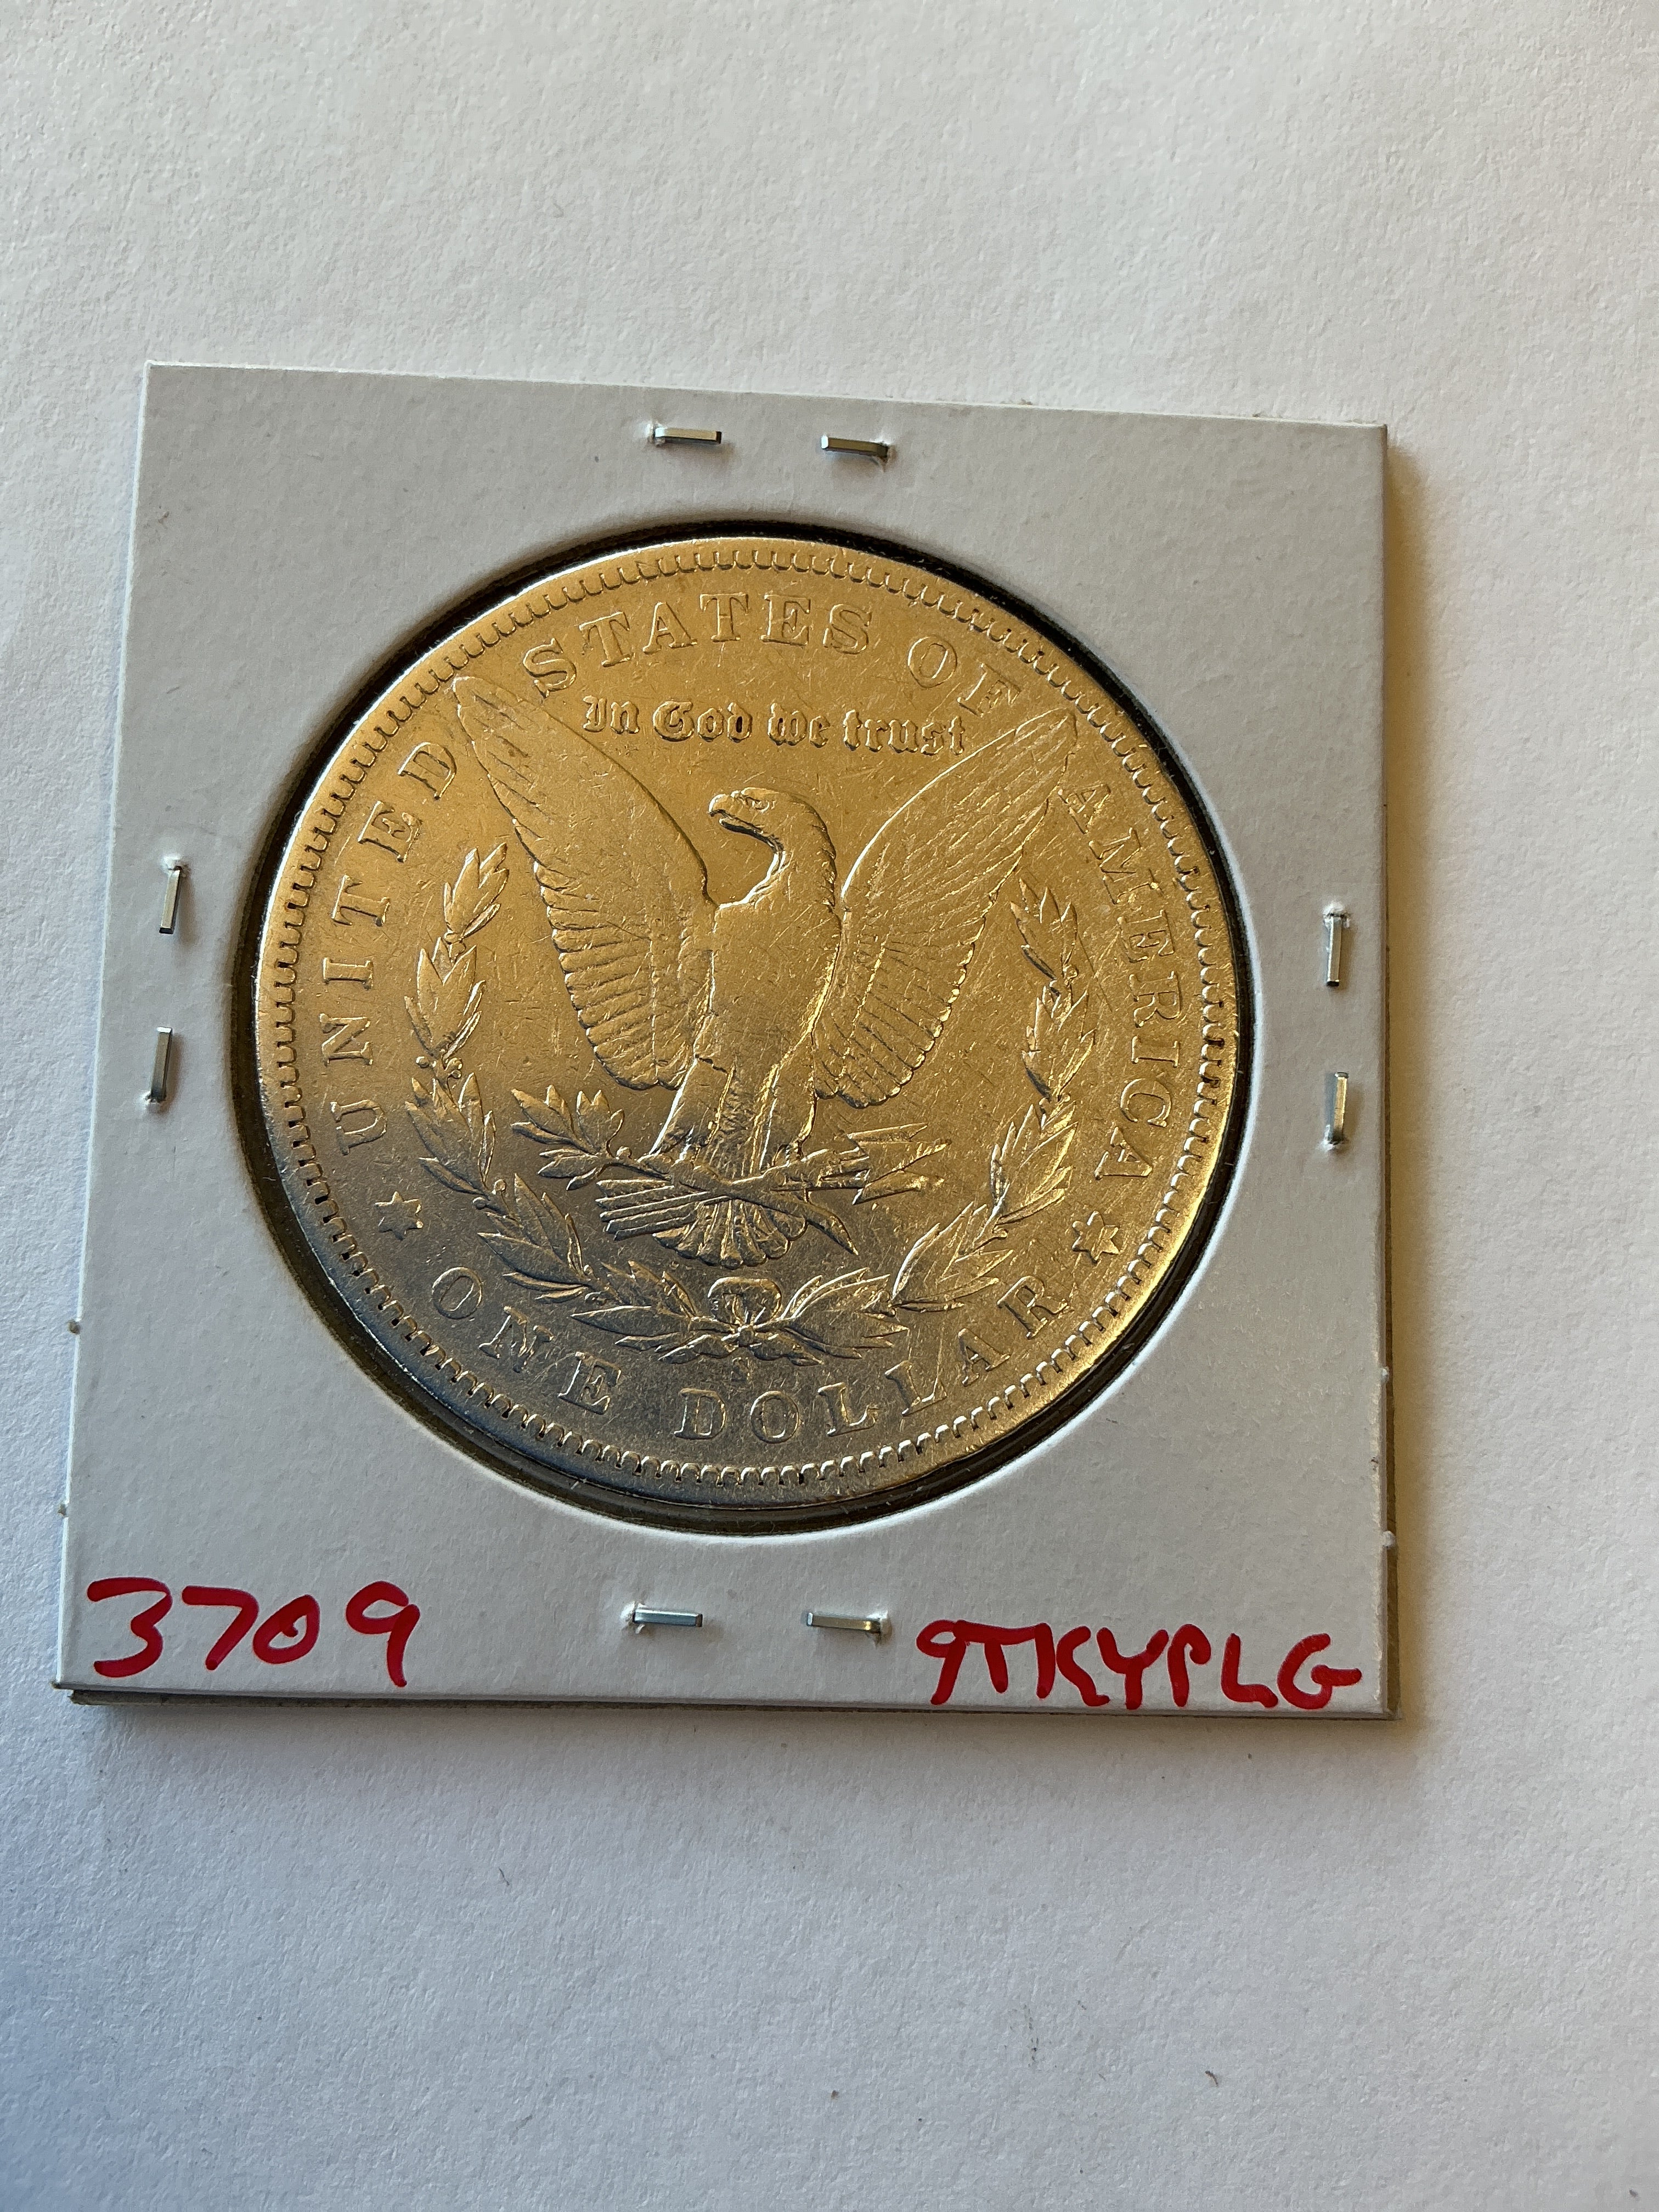 UNITED STATES OF AMERICA
In God we trust
ONE DOLLAR
3709
9TKYPLG